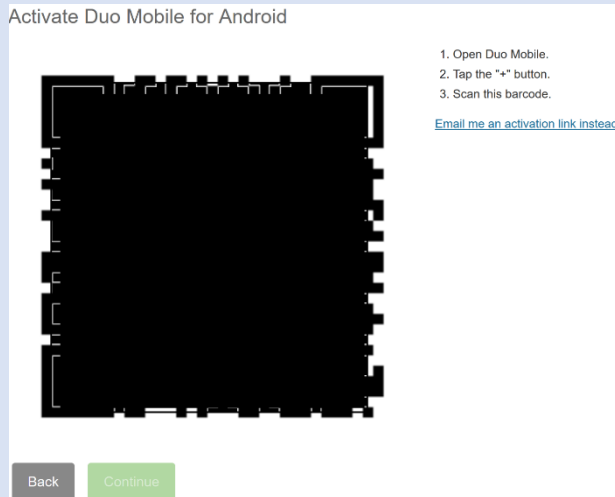 Activate Duo Mobile for Android
1. Open Duo Mobile.
2. Tap the "+" button.
3. Scan this barcode.
Email me an activation link instead
Back
Continue